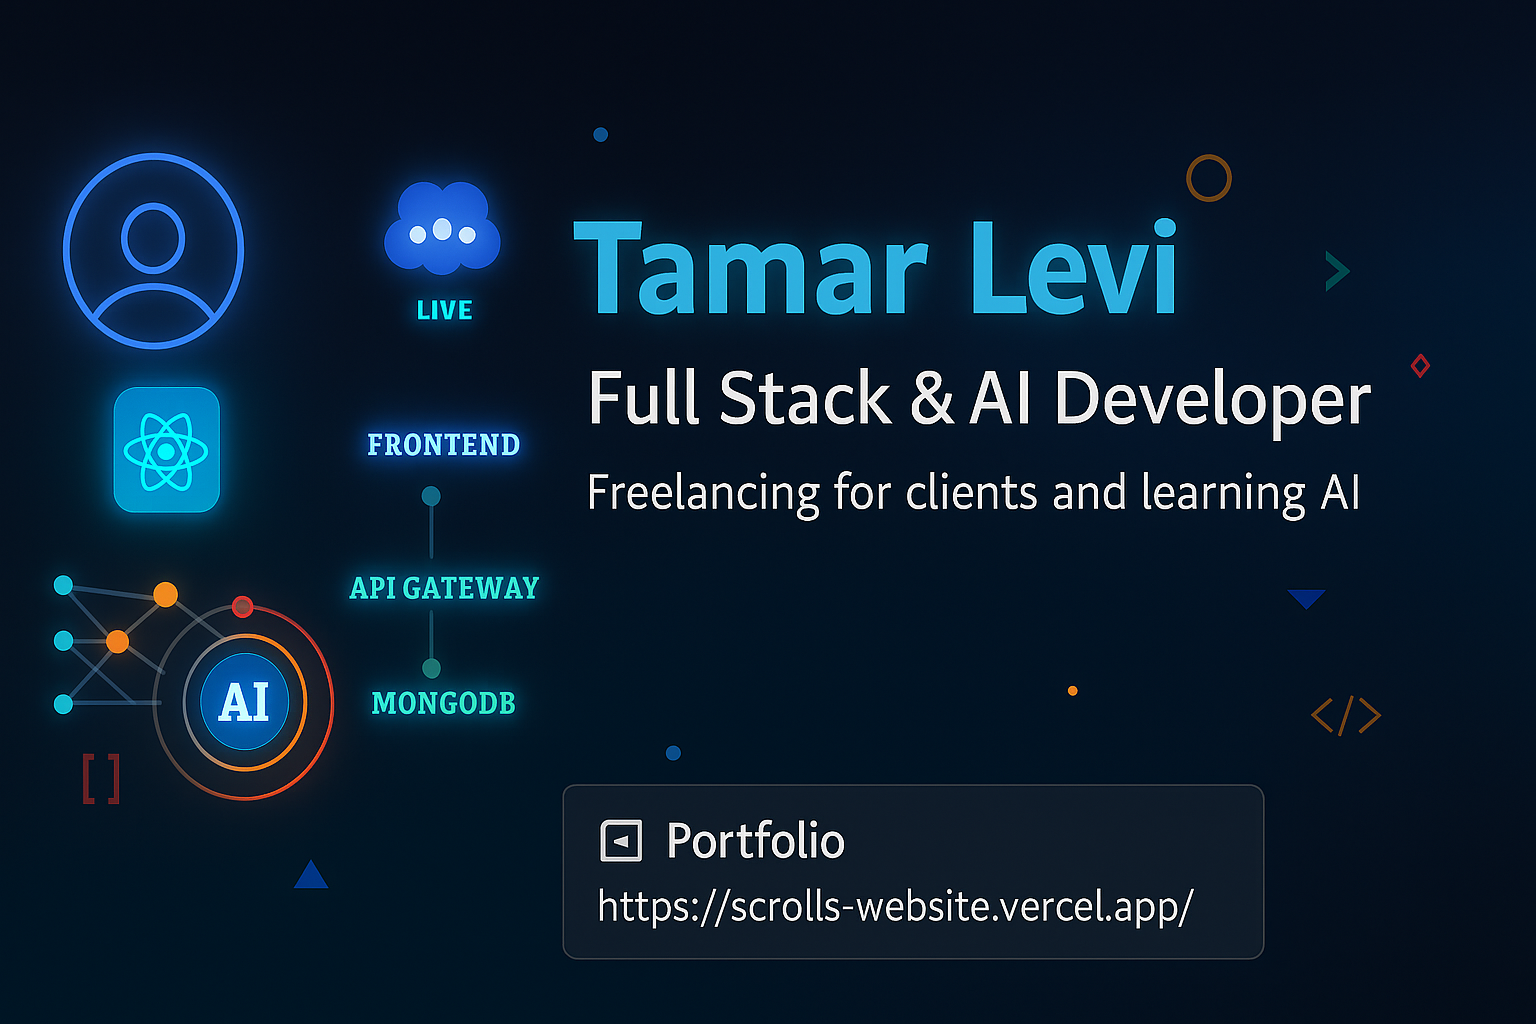 LIVE
FRONTEND
API GATEWAY
MONGODB
AI
[ ]
Tamar Levi
Full Stack & AI Developer
Freelancing for clients and learning AI
>
</>
Portfolio
https://scrolls-website.vercel.app/